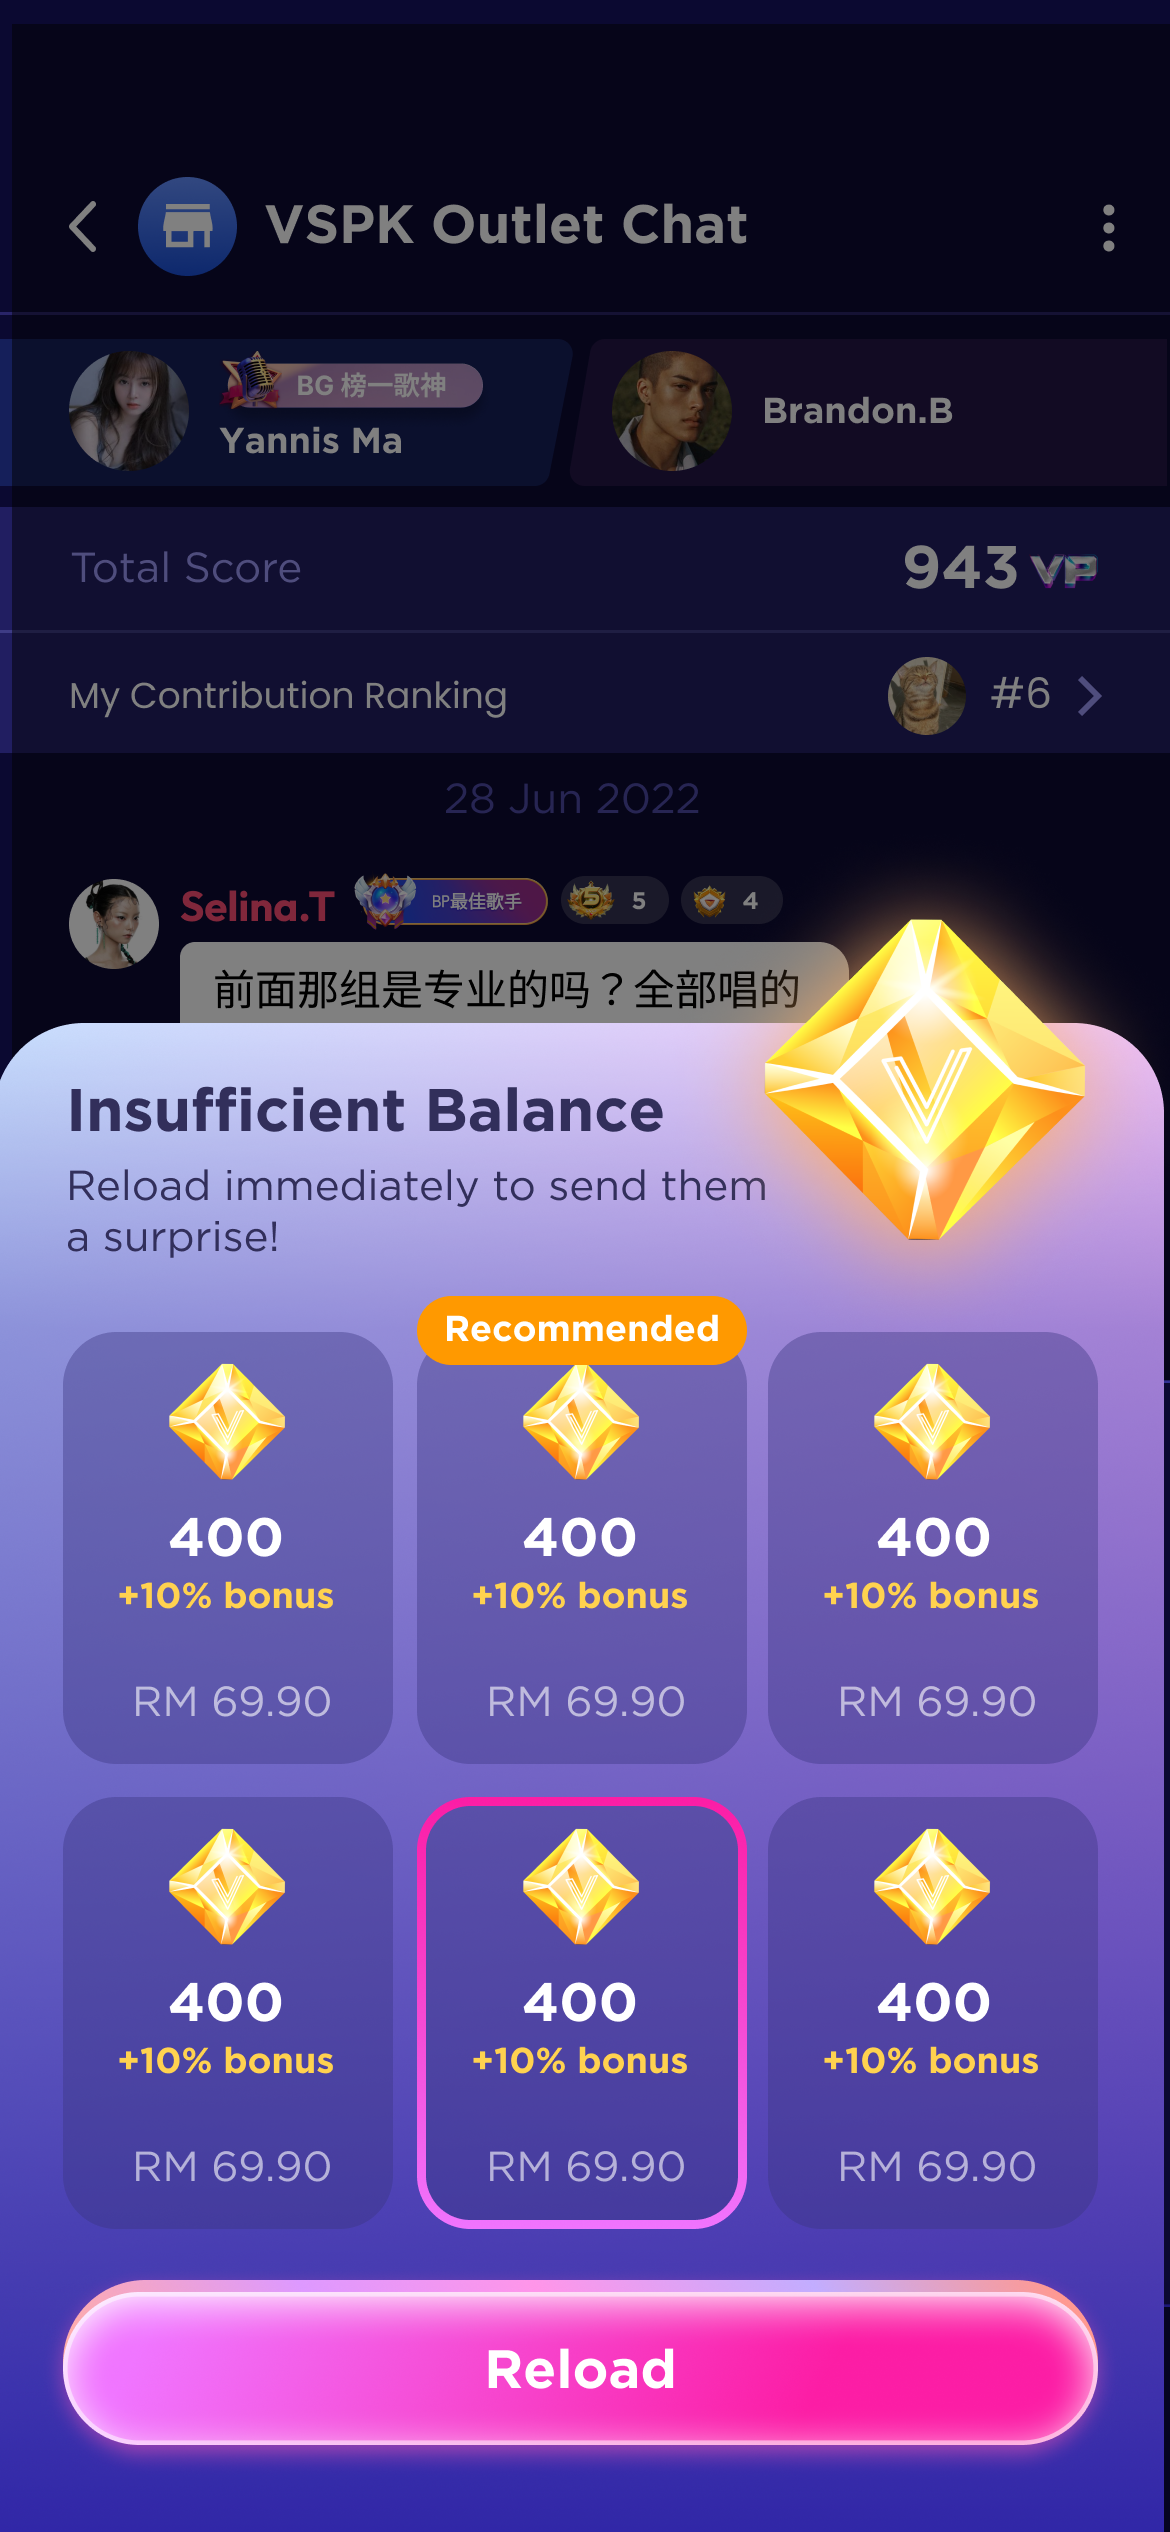 VSPK Outlet Chat
BG 榜一歌神
Yannis Ma
Brandon.B
Total Score
943 VP
My Contribution Ranking
#6
28 Jun 2022
Selina.T
BP最佳歌手
5
5
4
前面那组是专业的吗？全部唱的
V
Insufficient Balance
Reload immediately to send them
a surprise!
Recommended
V
V
V
400
400
400
+10% bonus
+10% bonus
+10% bonus
RM 69.90
RM 69.90
RM 69.90
V
V
V
400
400
400
+10% bonus
+10% bonus
+10% bonus
RM 69.90
RM 69.90
RM 69.90
Reload